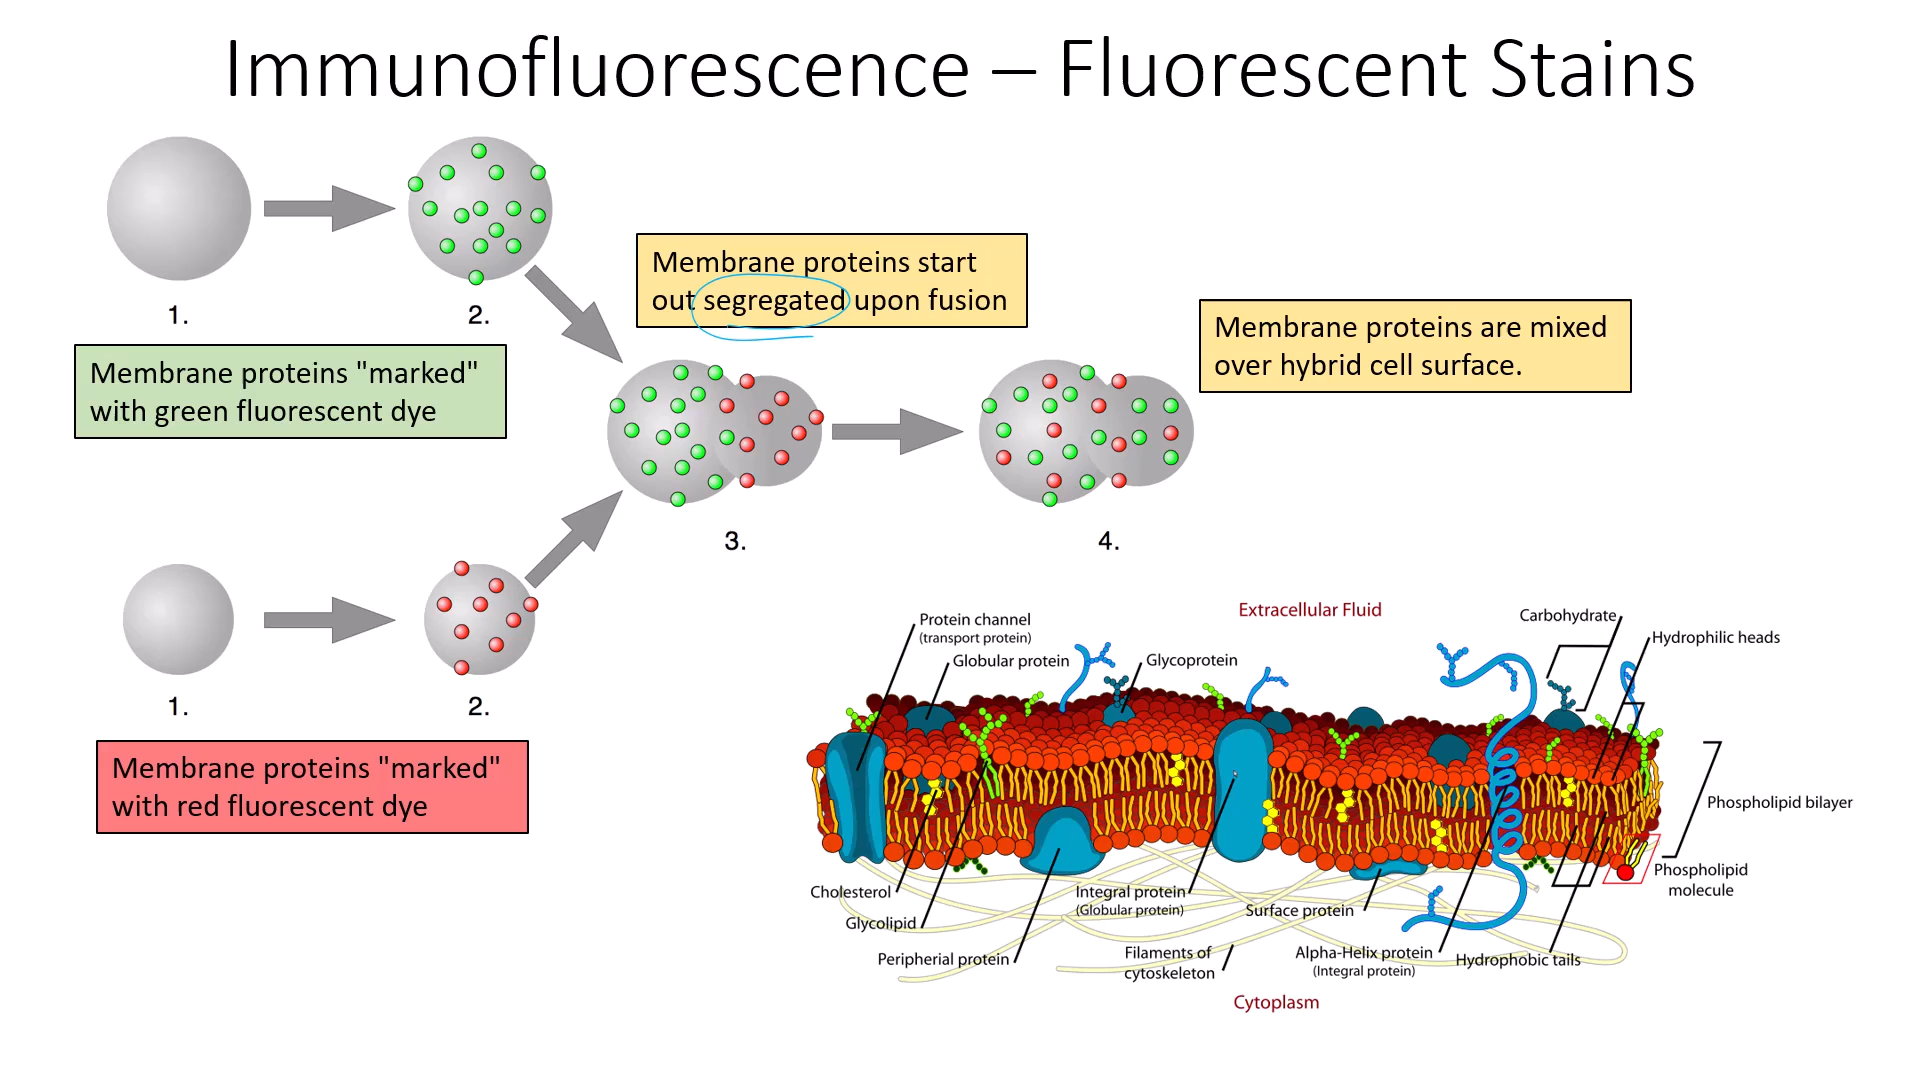 Immunofluorescence – Fluorescent Stains
1.
2.
Membrane proteins "marked"
with green fluorescent dye
Membrane proteins start
out segregated upon fusion
Membrane proteins are mixed
over hybrid cell surface.
3.
4.
1.
2.
Membrane proteins "marked"
with red fluorescent dye
Extracellular Fluid
Protein channel
(transport protein)
Globular protein
Glycoprotein
Carbohydrate
Hydrophilic heads
Phospholipid bilayer
Phospholipid
molecule
Cholesterol
Glycolipid
Peripherial protein
Integral protein
(Globular protein)
Filaments of
cytoskeleton
Surface protein
Alpha-Helix protein
(Integral protein)
Hydrophobic tails
Cytoplasm